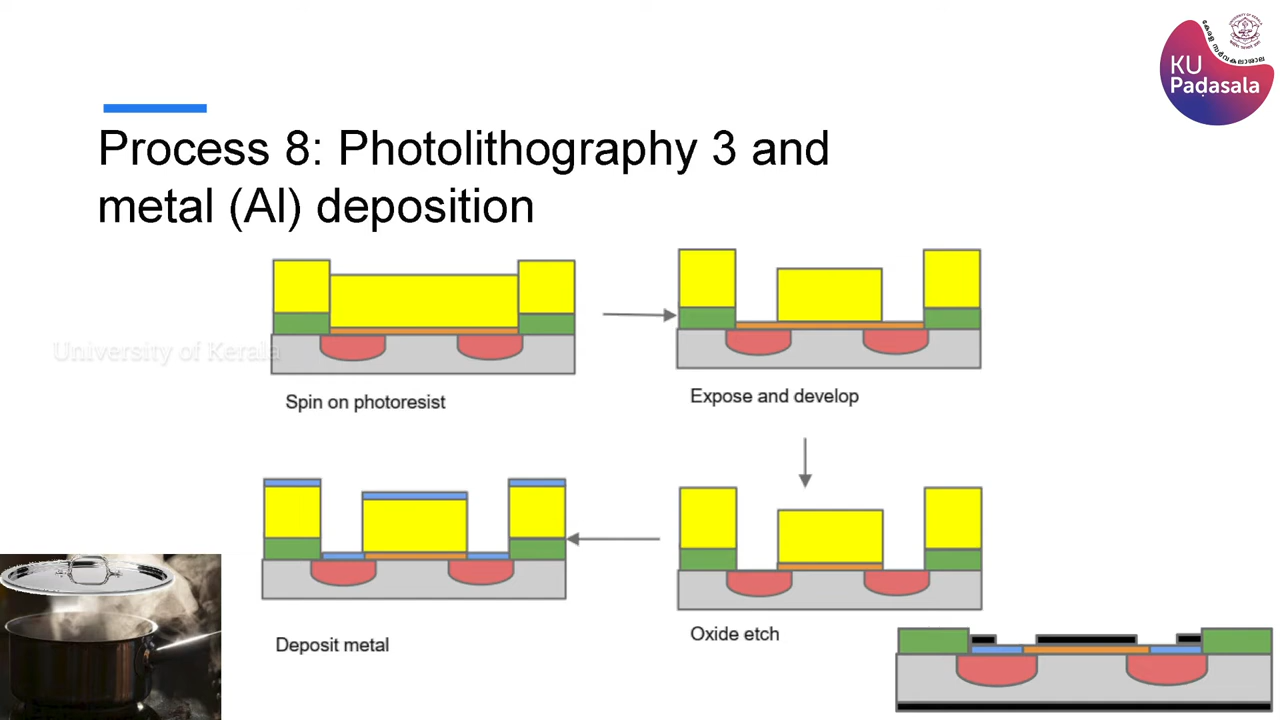 KU
Padasala
Process 8: Photolithography 3 and
metal (Al) deposition
University of Kerala
Spin on photoresist
Expose and develop
Deposit metal
Oxide etch